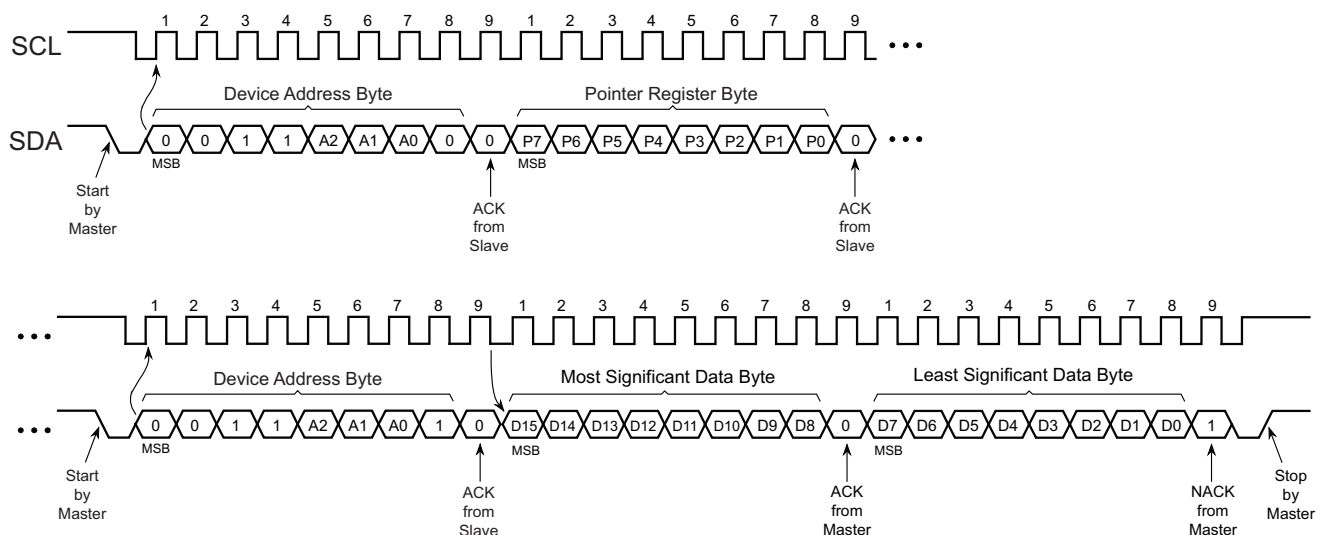 1 2 3 4 5 6 7 8 9 1 2 3 4 5 6 7 8 9
SCL
Device Address Byte Pointer Register Byte
SDA 0 0 1 1 A2 A1 A0 0 0 P7 P6 P5 P4 P3 P2 P1 P0 0
MSB MSB
Start
by
Master
ACK
from
Slave
ACK
from
Slave
1 2 3 4 5 6 7 8 9 1 2 3 4 5 6 7 8 9 1 2 3 4 5 6 7 8 9
Device Address Byte Most Significant Data Byte Least Significant Data Byte
0 0 1 1 A2 A1 A0 1 0 D15 D14 D13 D12 D11 D10 D9 D8 0 D7 D6 D5 D4 D3 D2 D1 D0 1
MSB MSB MSB
Start
by
Master
ACK
from
Slave
ACK
from
Master
NACK
from
Master
Stop
by
Master